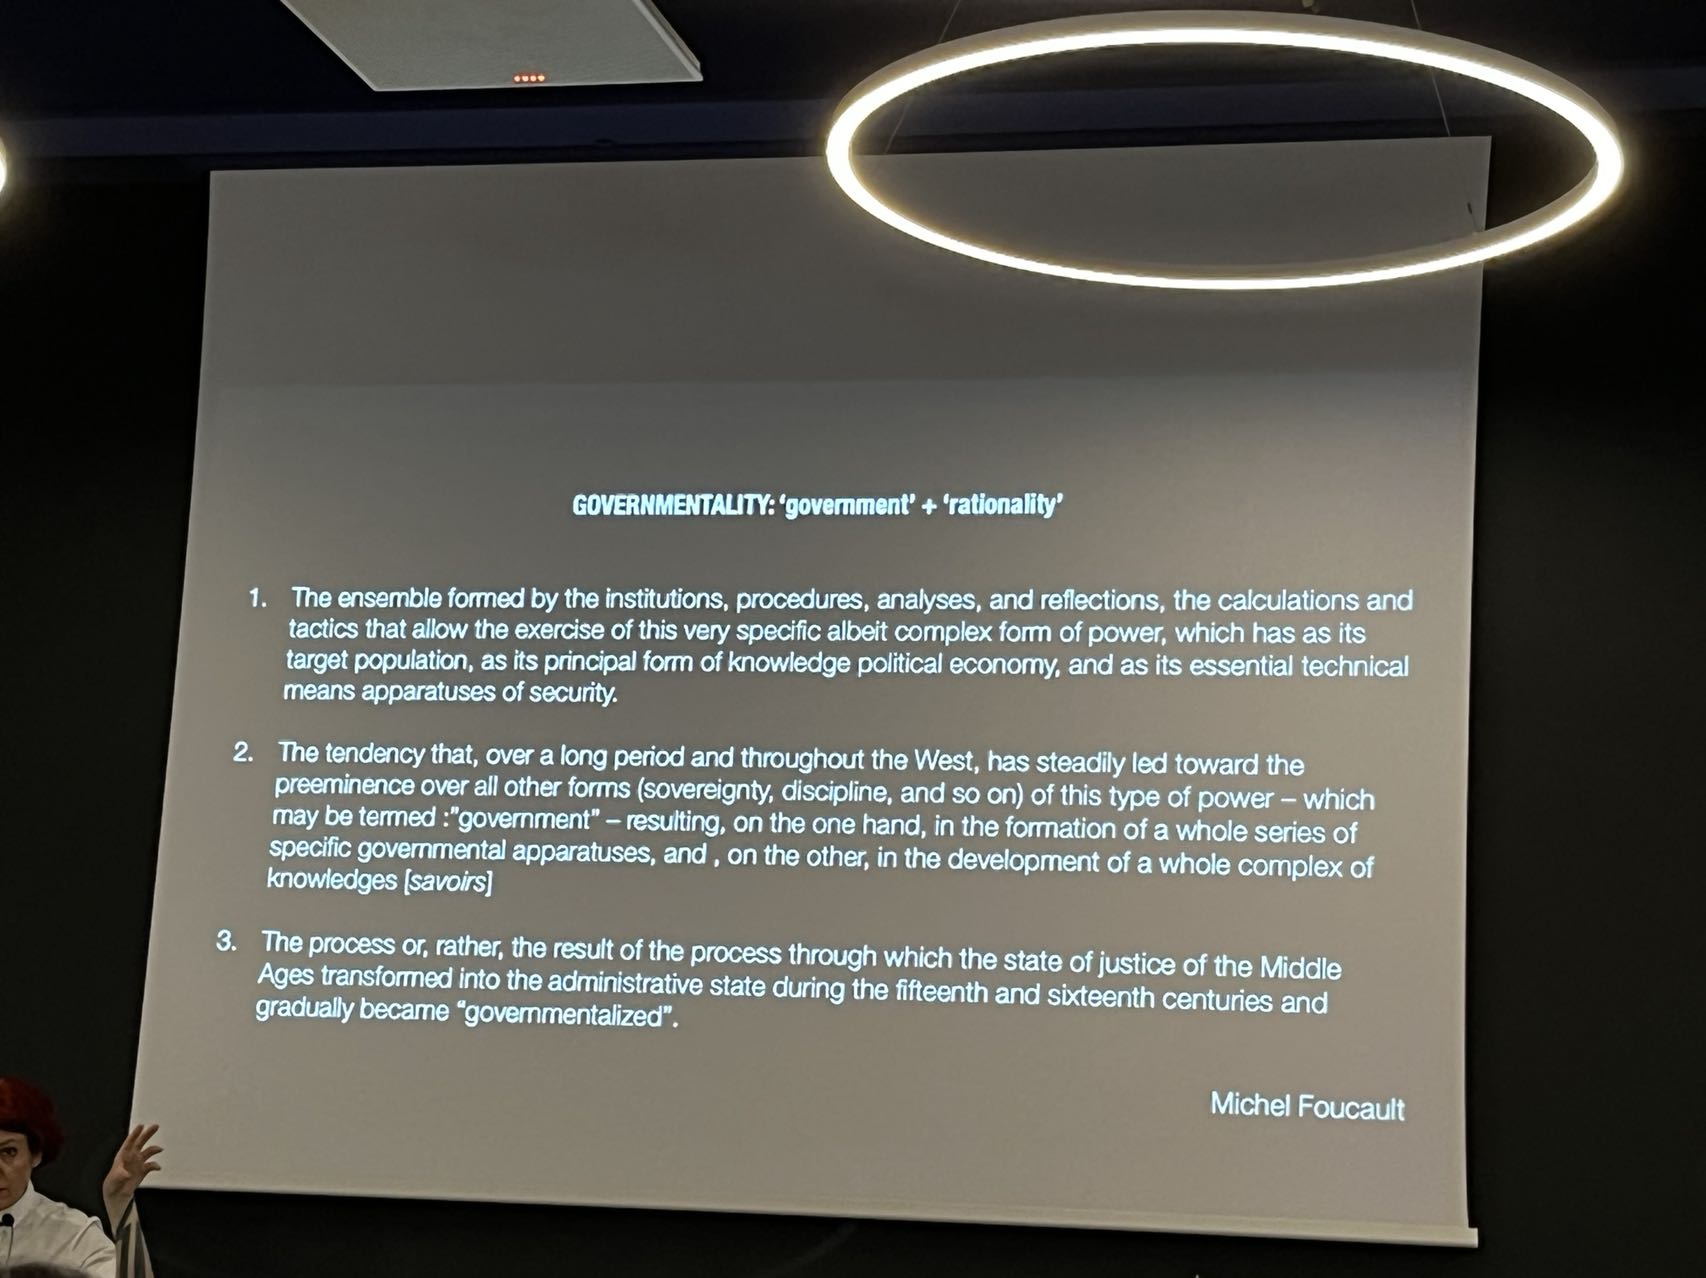 GOVERNMENTALITY: ‘government’ + ‘rationality’
1. The ensemble formed by the institutions, procedures, analyses, and reflections, the calculations and
tactics that allow the exercise of this very specific albeit complex form of power, which has as its
target population, as its principal form of knowledge political economy, and as its essential technical
means apparatuses of security.
2. The tendency that, over a long period and throughout the West, has steadily led toward the
preeminence over all other forms (sovereignty, discipline, and so on) of this type of power – which
may be termed :"government" – resulting, on the one hand, in the formation of a whole series of
specific governmental apparatuses, and , on the other, in the development of a whole complex of
knowledges [savoirs]
3. The process or, rather, the result of the process through which the state of justice of the Middle
Ages transformed into the administrative state during the fifteenth and sixteenth centuries and
gradually became “governmentalized”.
Michel Foucault